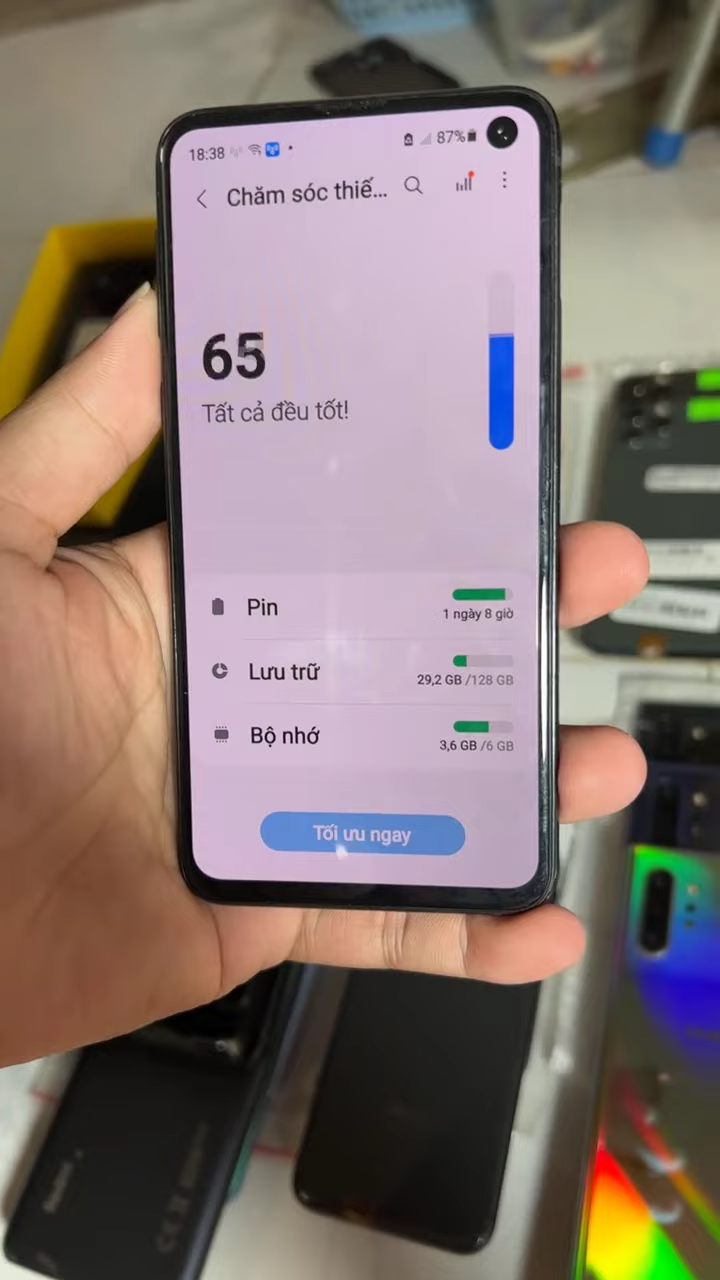 18:38
87%
Chăm sóc thiế...
65
Tất cả đều tốt!
Pin
1 ngày 8 giờ
Lưu trữ
29,2 GB /128 GB
Bộ nhớ
3,6 GB /6 GB
Tối ưu ngay